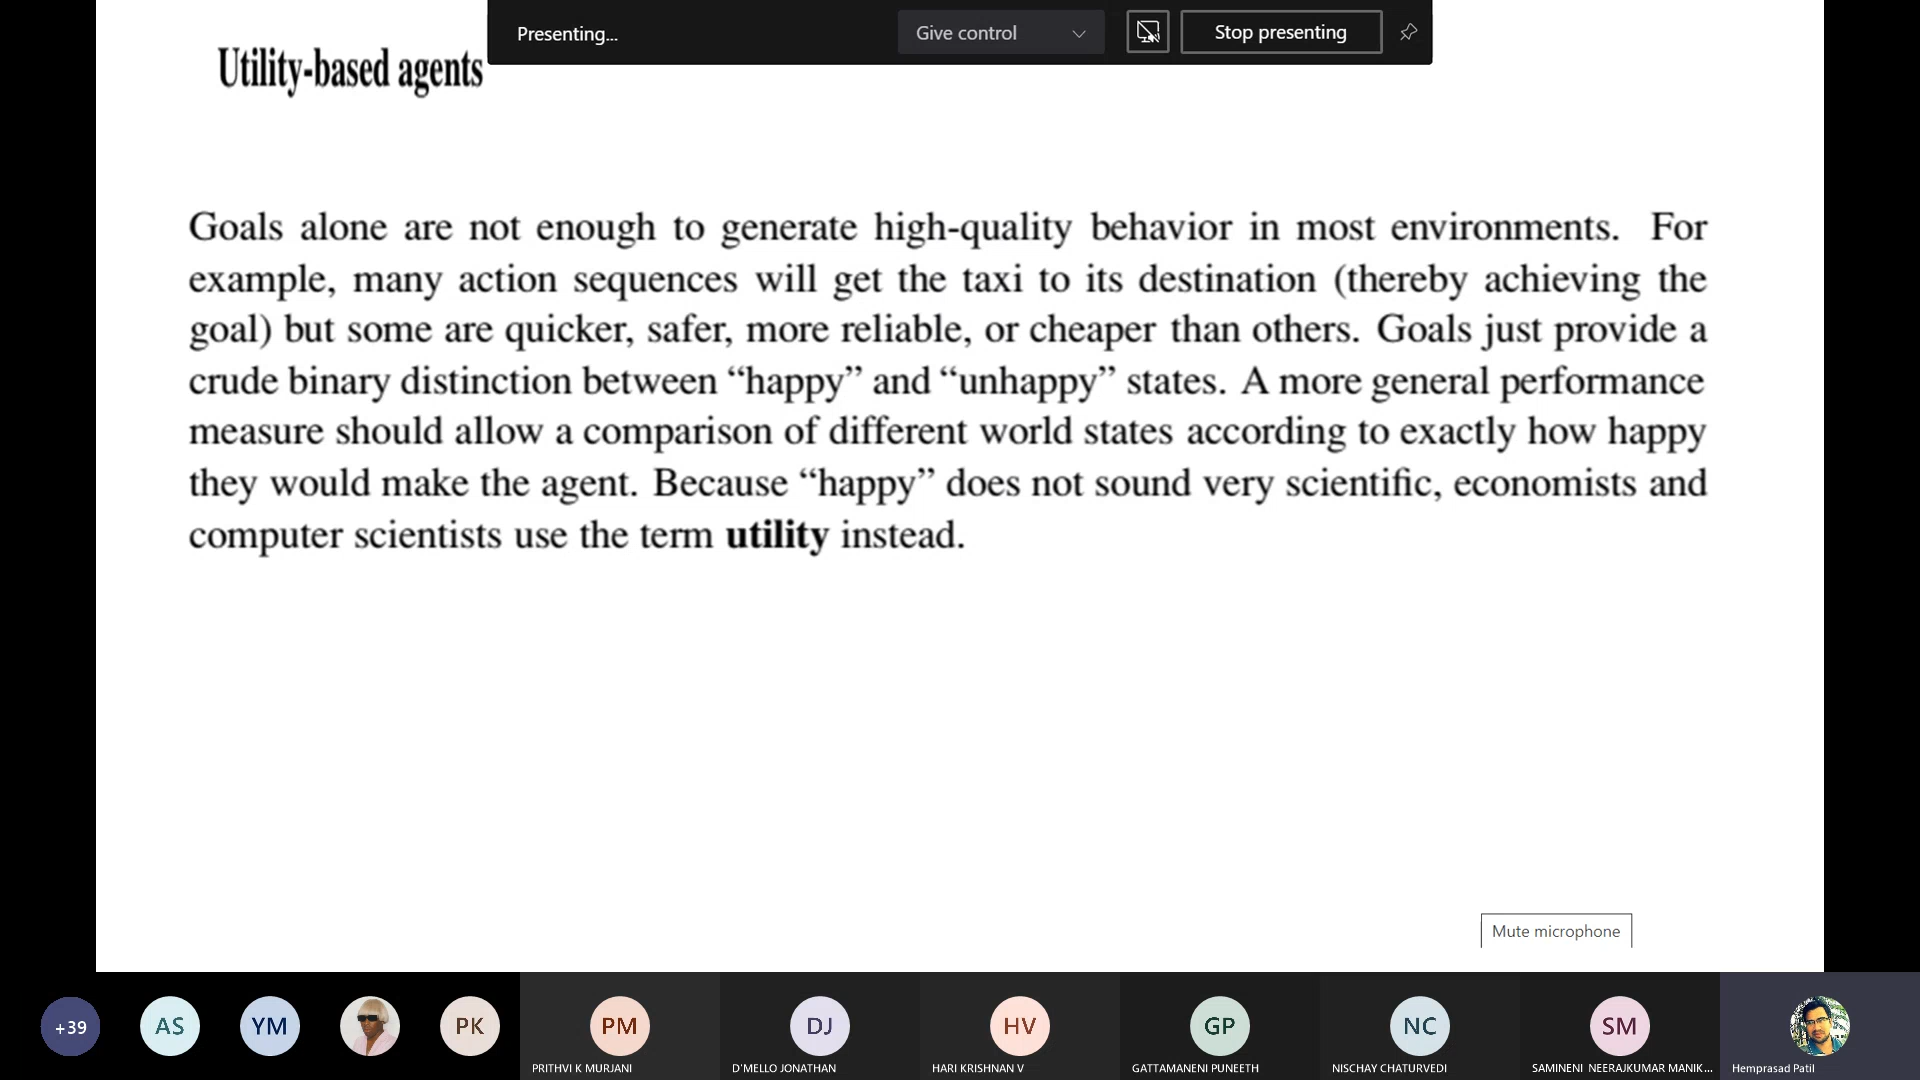 Presenting...
Give control
Stop presenting
Utility-based agents
Goals alone are not enough to generate high-quality behavior in most environments. For
example, many action sequences will get the taxi to its destination (thereby achieving the
goal) but some are quicker, safer, more reliable, or cheaper than others. Goals just provide a
crude binary distinction between “happy” and “unhappy” states. A more general performance
measure should allow a comparison of different world states according to exactly how happy
they would make the agent. Because “happy” does not sound very scientific, economists and
computer scientists use the term utility instead.
Mute microphone
+39
AS
YM
PK
PM
DJ
HV
GP
NC
SM
PRITHVI K MURJANI
D'MELLO JONATHAN
HARI KRISHNAN V
GATTAMANENI PUNEETH
NISCHAY CHATURVEDI
SAMINENI NEERAJKUMAR MANIK...
Hemprasad Patil